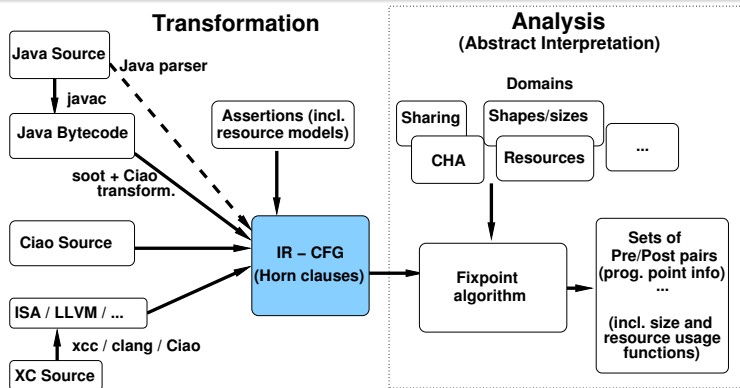 Transformation
Analysis
(Abstract Interpretation)
Java Source
Java parser
javac
Java Bytecode
soot + Ciao
transform.
Assertions (incl.
resource models)
Ciao Source
IR – CFG
(Horn clauses)
ISA / LLVM / ...
xcc / clang / Ciao
XC Source
Domains
Sharing
Shapes/sizes
CHA
Resources
...
Fixpoint
algorithm
Sets of
Pre/Post pairs
(prog. point info)
...
(incl. size and
resource usage
functions)